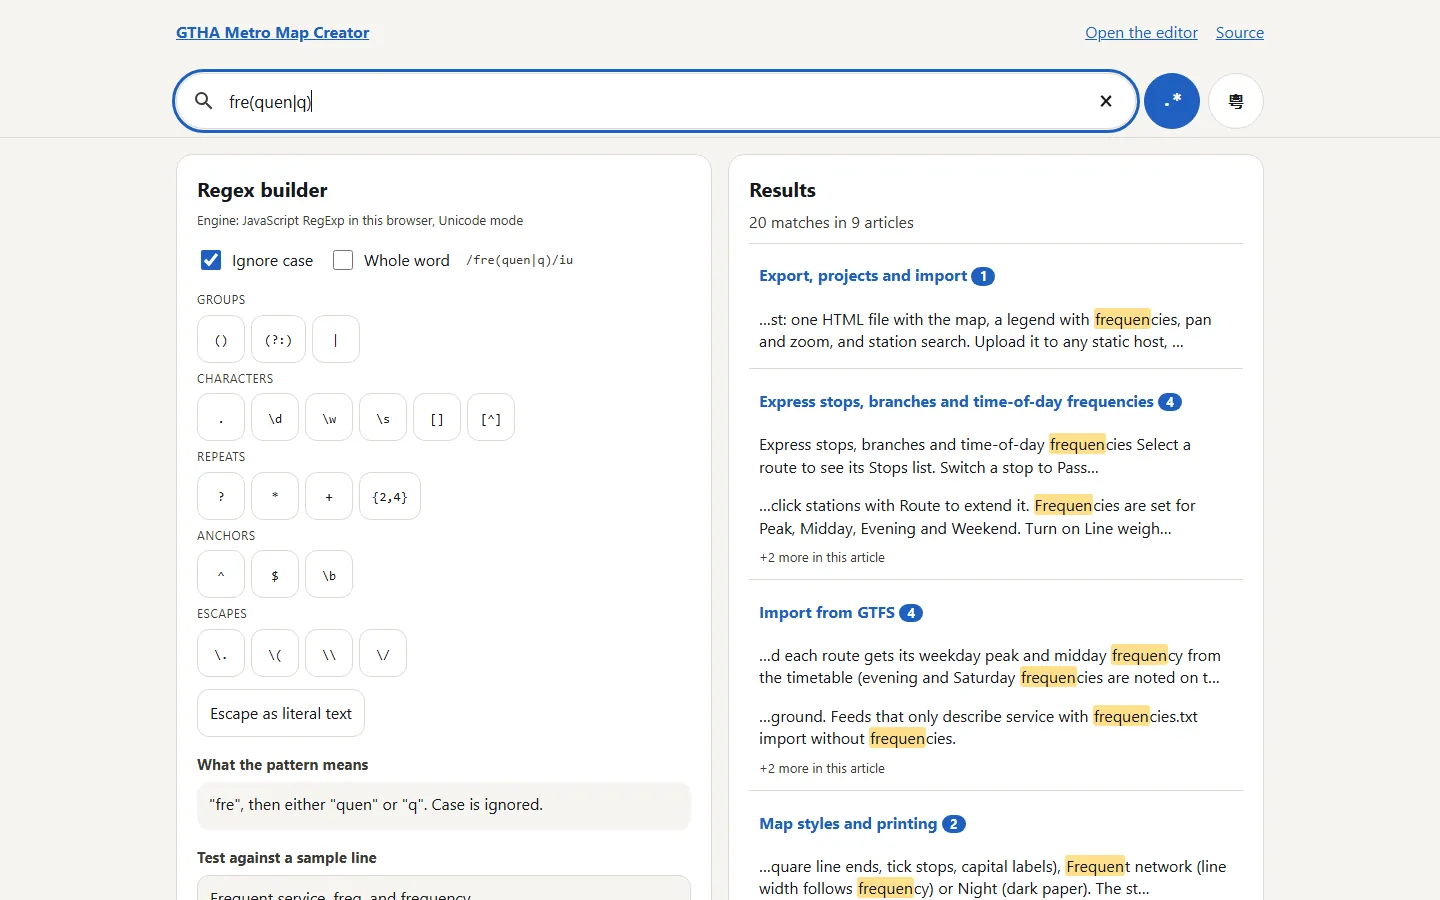 GTHA Metro Map Creator
Open the editor
Source
fre(quen|q)
.*
粵
Regex builder
Engine: JavaScript RegExp in this browser, Unicode mode
Ignore case
Whole word
/fre(quen|q)/iu
GROUPS
()
(?:)
|
CHARACTERS
.
\d
\w
\s
[]
[^]
REPEATS
?
*
+
{2,4}
ANCHORS
^
$
\b
ESCAPES
\.
\(
\\
\/
Escape as literal text
What the pattern means
"fre", then either "quen" or "q". Case is ignored.
Test against a sample line
Frequent service, freq. and frequency
Results
20 matches in 9 articles
Export, projects and import 1
...st: one HTML file with the map, a legend with frequencies, pan
and zoom, and station search. Upload it to any static host, ...
Express stops, branches and time-of-day frequencies 4
Express stops, branches and time-of-day frequencies Select a
route to see its Stops list. Switch a stop to Pass...
...click stations with Route to extend it. Frequencies are set for
Peak, Midday, Evening and Weekend. Turn on Line weigh...
+2 more in this article
Import from GTFS 4
...d each route gets its weekday peak and midday frequency from
the timetable (evening and Saturday frequencies are noted on t...
...ground. Feeds that only describe service with frequencies.txt
import without frequencies.
+2 more in this article
Map styles and printing 2
...quare line ends, tick stops, capital labels), Frequent network (line
width follows frequency) or Night (dark paper). The st...